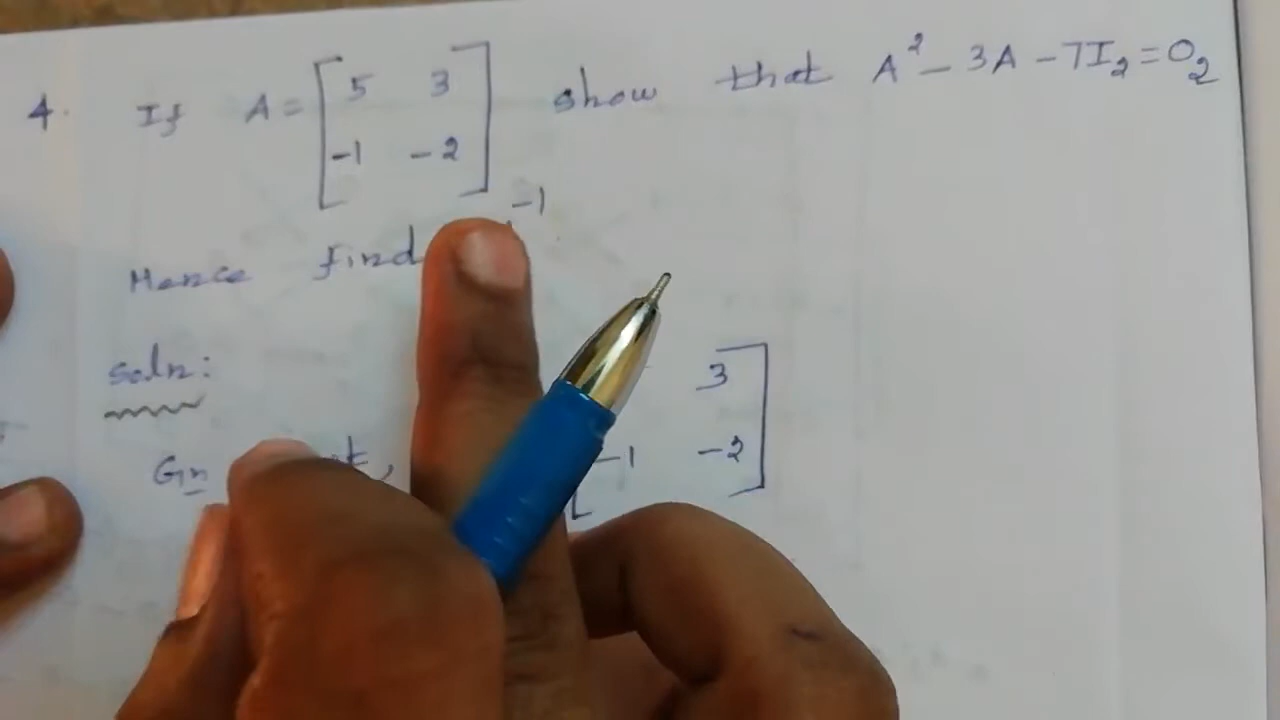 4. If A = [5 3 -1 -2] show that A² - 3A - 7I₂ = O₂
Hence find -1
Soln:
Gn 3
-1 -2